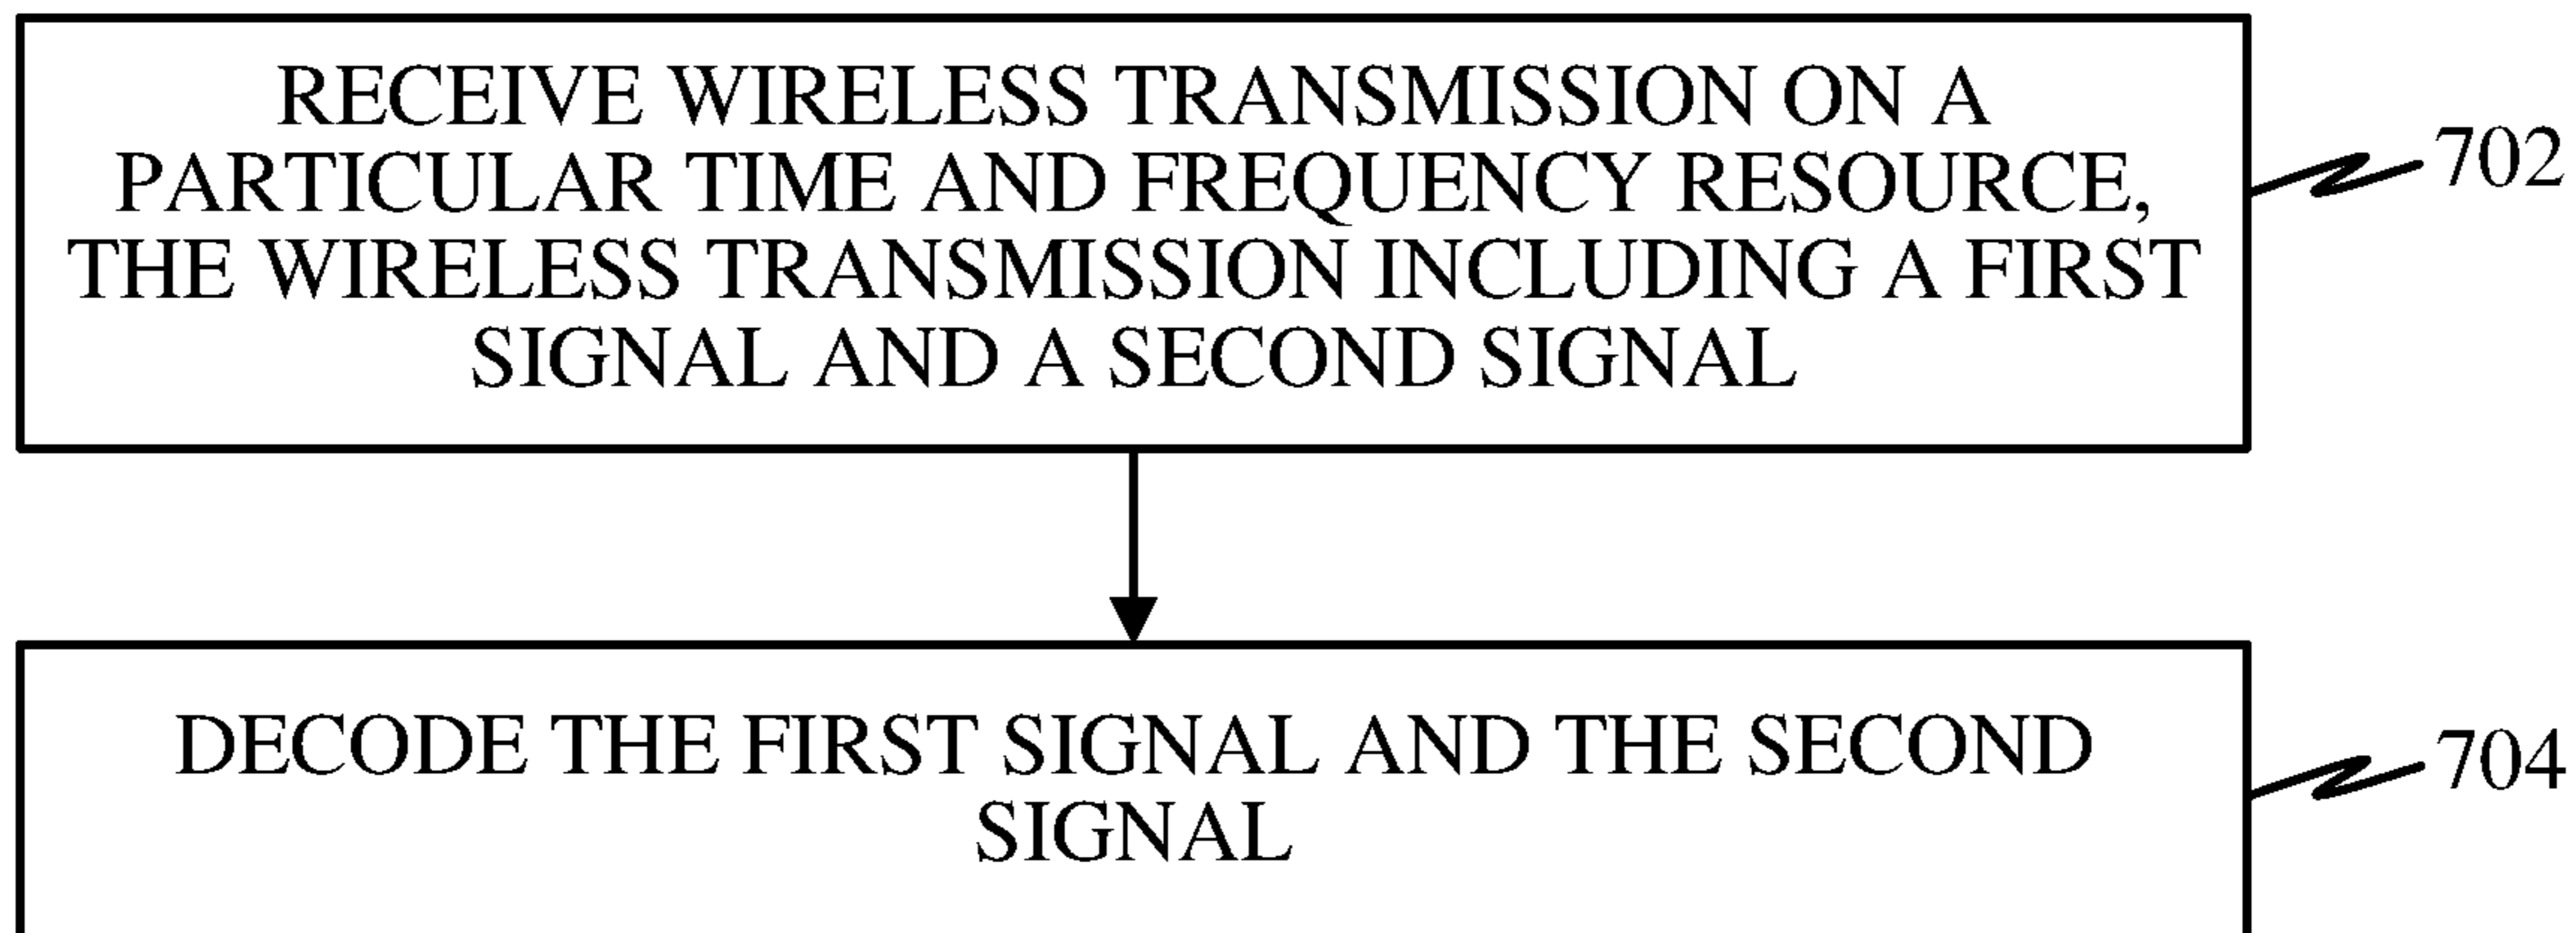 RECEIVE WIRELESS TRANSMISSION ON A
PARTICULAR TIME AND FREQUENCY RESOURCE,
THE WIRELESS TRANSMISSION INCLUDING A FIRST
SIGNAL AND A SECOND SIGNAL
702
DECODE THE FIRST SIGNAL AND THE SECOND
SIGNAL
704